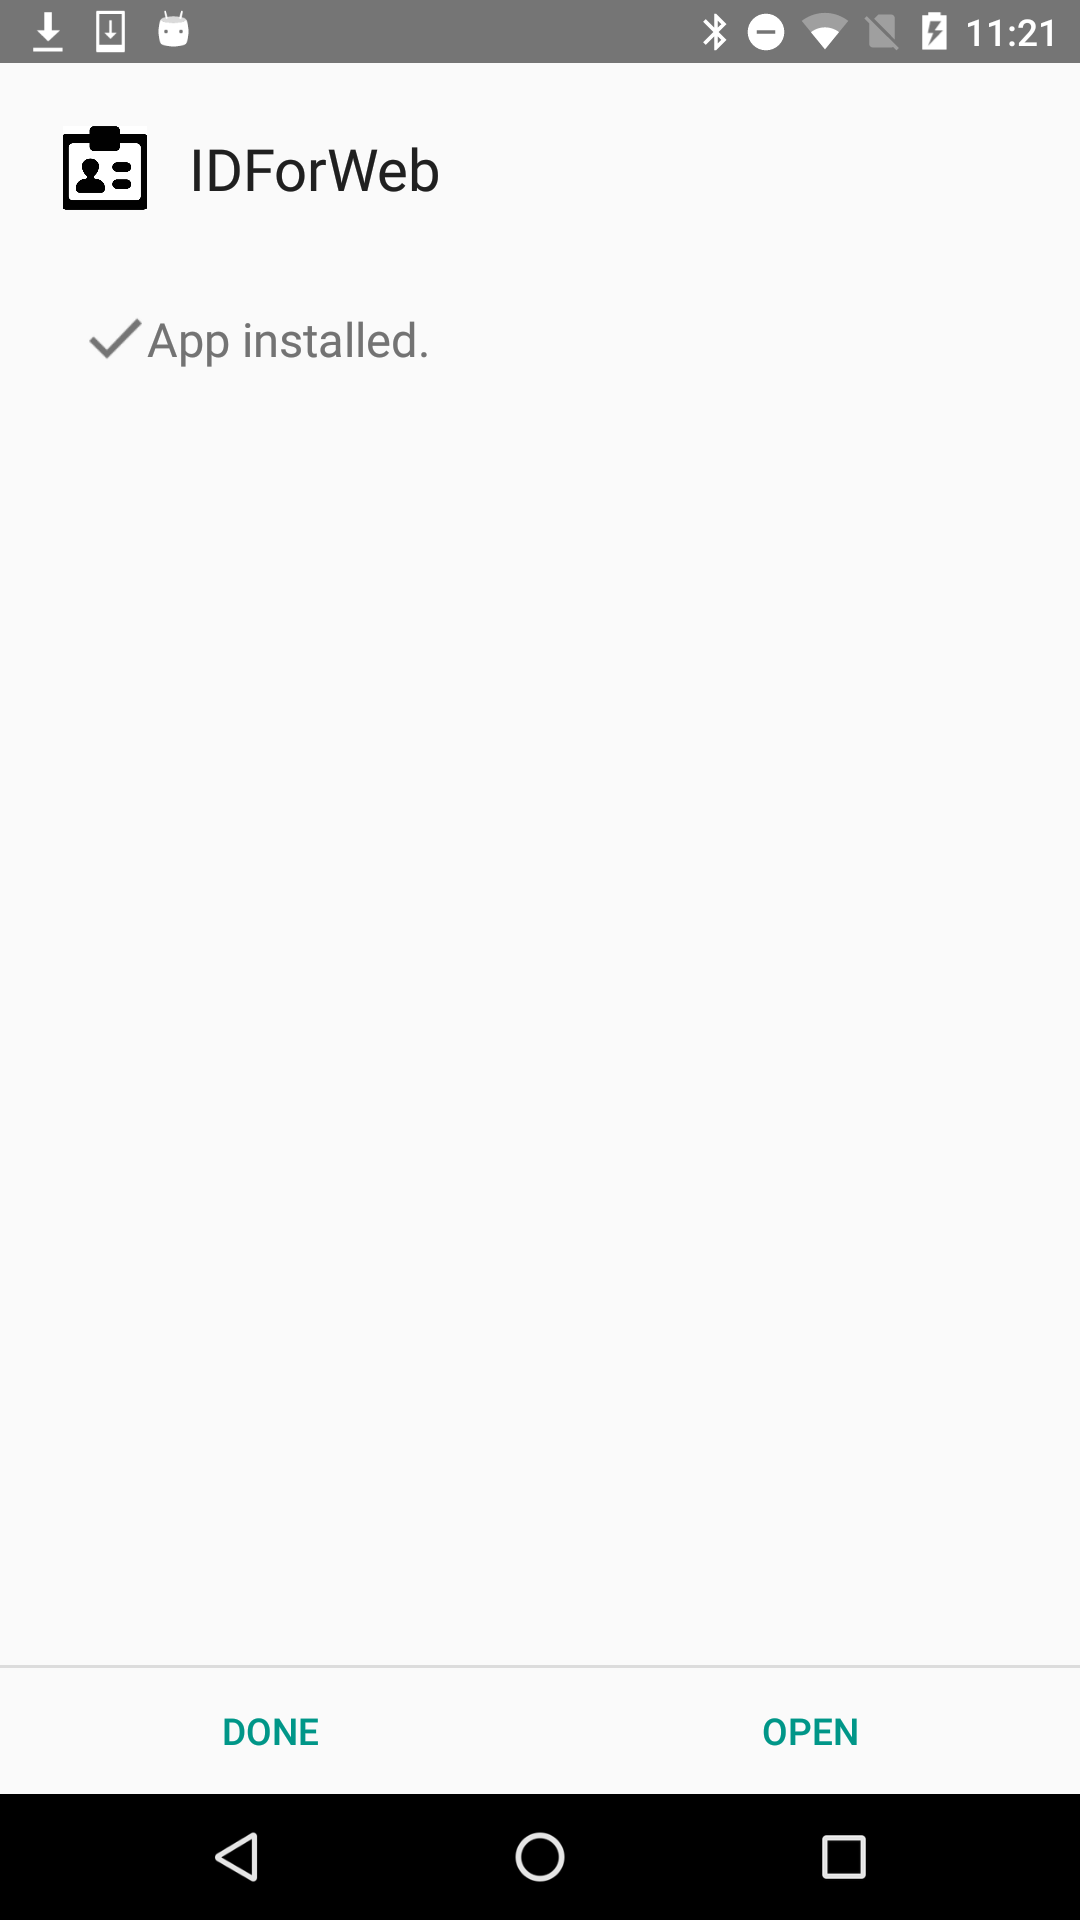 11:21
IDForWeb
App installed.
DONE
OPEN